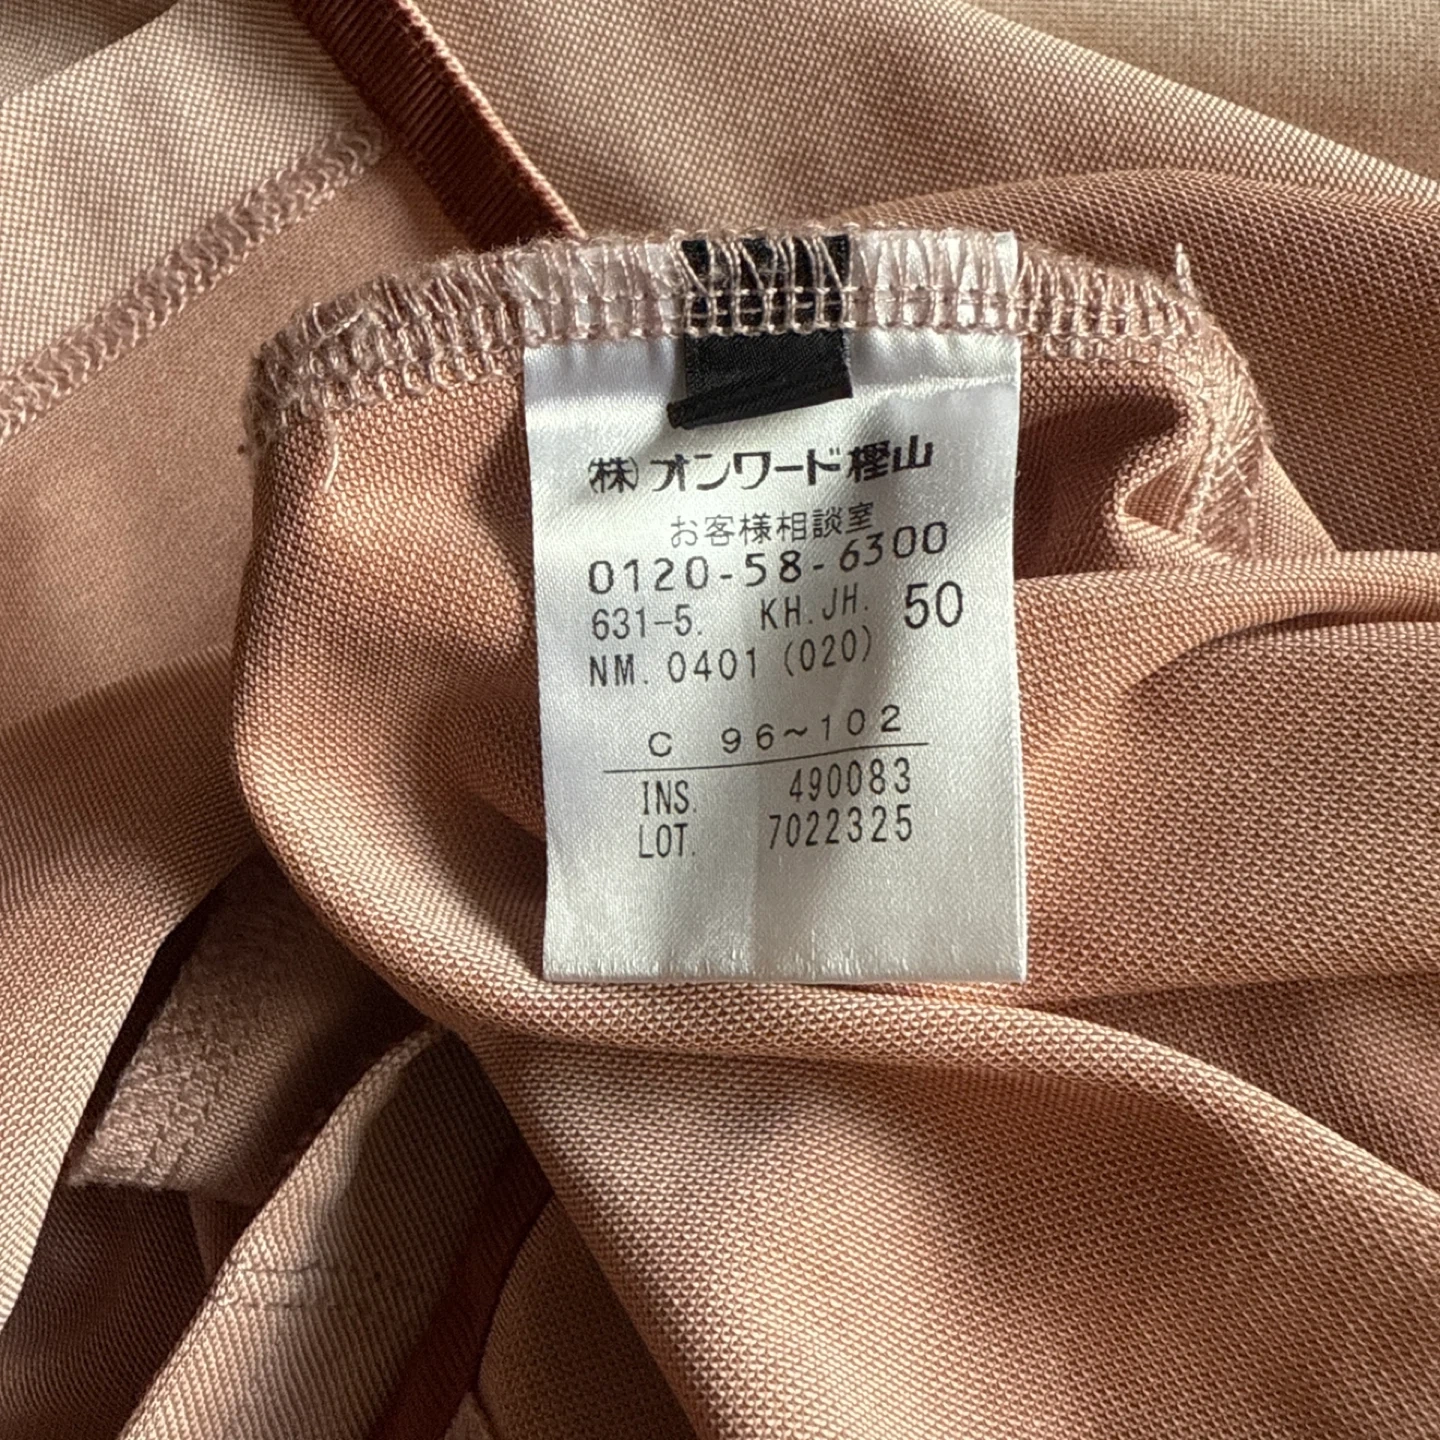 ㈱オンワード樫山
お客様相談室
0120-58-6300
631-5. KH.JH. 50
NM. 0401 (020)
C 96~102
INS. 490083
LOT. 7022325